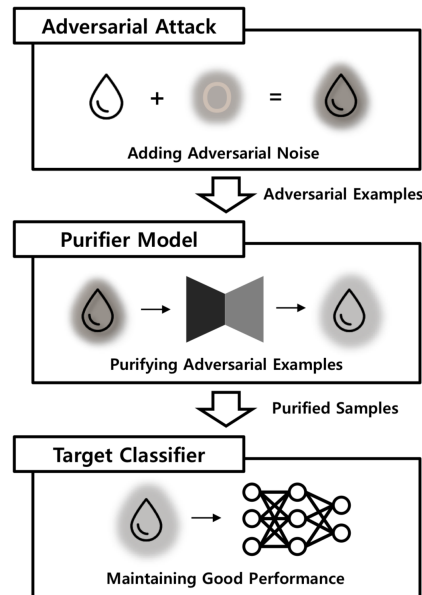 Adversarial Attack
+
=
Adding Adversarial Noise
Adversarial Examples
Purifier Model
Purifying Adversarial Examples
Purified Samples
Target Classifier
Maintaining Good Performance